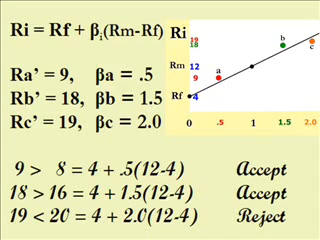 Ri = Rf + βi(Rm-Rf)
Ra' = 9, βa = .5
Rb' = 18, βb = 1.5
Rc' = 19, βc = 2.0
Ri
19
18
Rm 12
9
Rf 4
a
b
c
0 .5 1 1.5 2.0
9 > 8 = 4 + .5(12-4) Accept
18 > 16 = 4 + 1.5(12-4) Accept
19 < 20 = 4 + 2.0(12-4) Reject